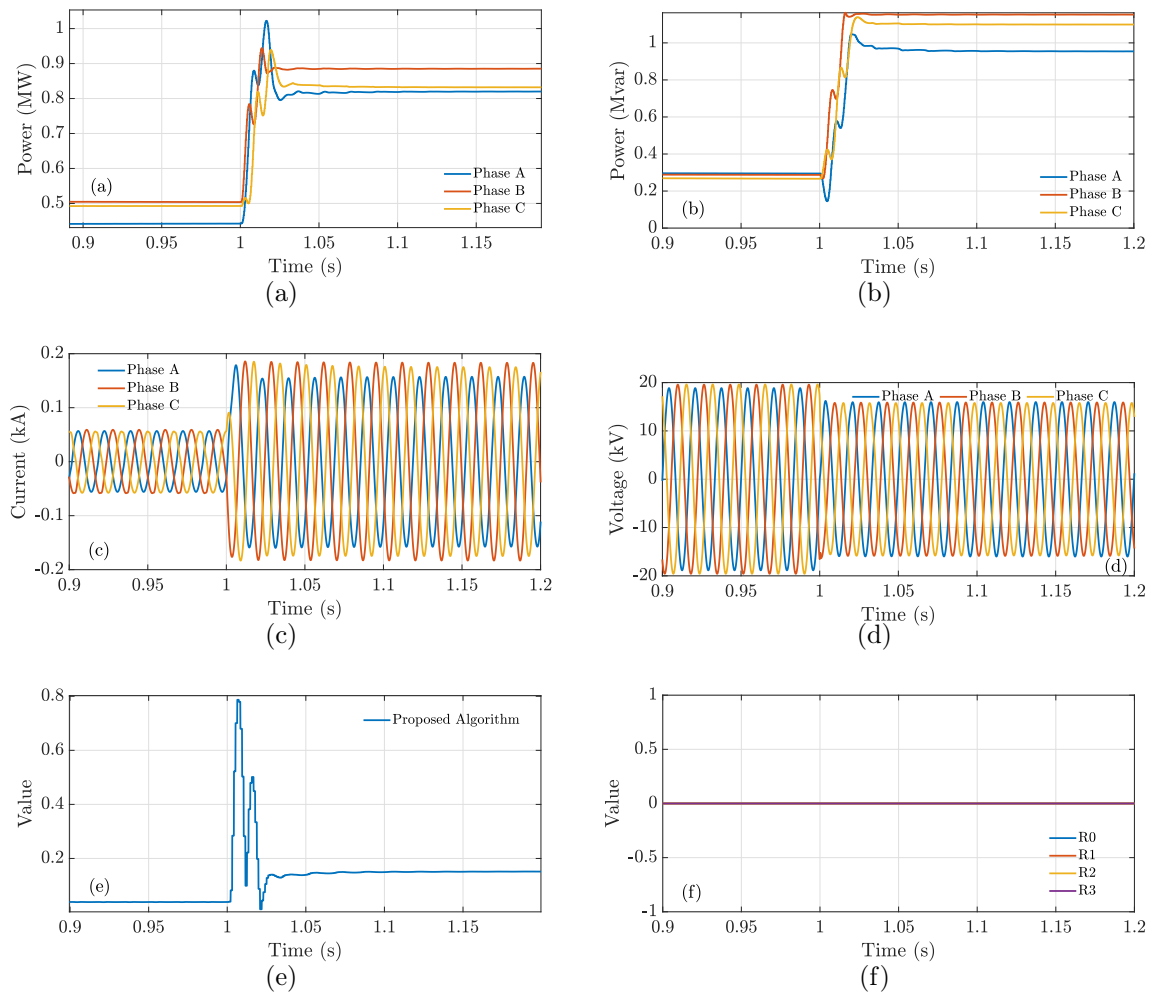 1
0.9
0.8
0.7
0.6
0.5
Power (MW)
(a)
Phase A
Phase B
Phase C
0.9
0.95
1
1.05
1.1
1.15
Time (s)
(a)
1
0.8
0.6
0.4
0.2
0
Power (Mvar)
(b)
Phase A
Phase B
Phase C
0.9
0.95
1
1.05
1.1
1.15
1.2
Time (s)
(b)
0.2
0.1
0
-0.1
-0.2
Current (kA)
Phase A
Phase B
Phase C
(c)
0.9
0.95
1
1.05
1.1
1.15
1.2
Time (s)
(c)
20
10
0
-10
-20
Voltage (kV)
Phase A Phase B Phase C
(d)
0.9
0.95
1
1.05
1.1
1.15
1.2
Time (s)
(d)
0.8
0.6
0.4
0.2
Value
Proposed Algorithm
(e)
0.9
0.95
1
1.05
1.1
1.15
Time (s)
(e)
1
0.5
0
-0.5
-1
Value
R0
R1
R2
R3
(f)
0.9
0.95
1
1.05
1.1
1.15
1.2
Time (s)
(f)